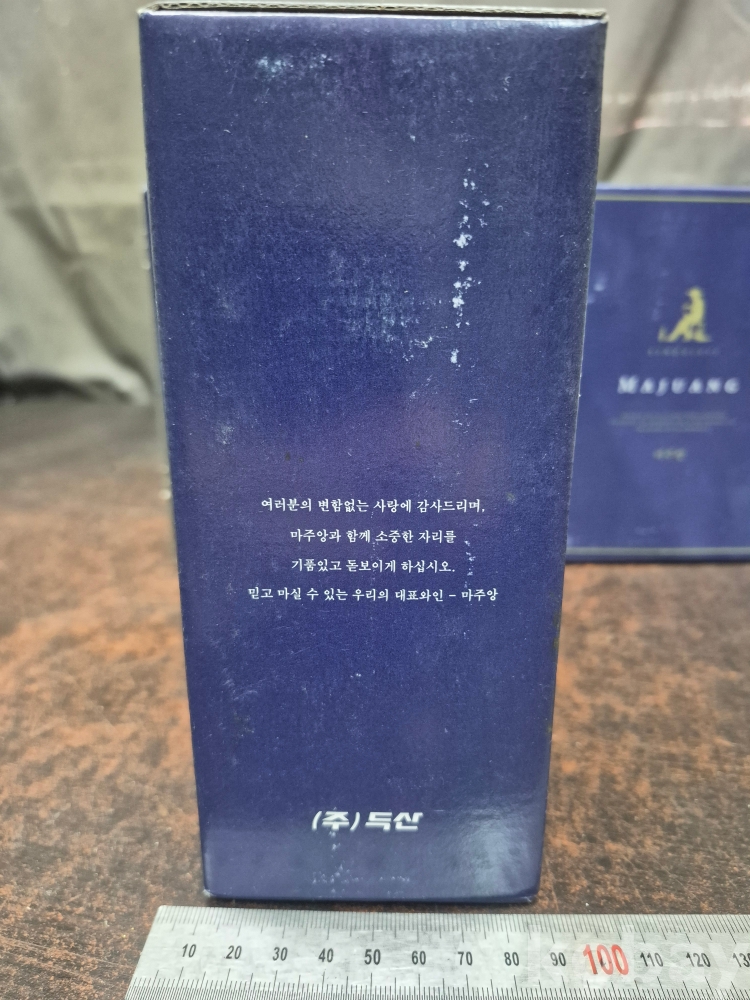 여러분의 변함없는 사랑에 감사드리며,
마주앙과 함께 소중한 자리를
기품있고 돋보이게 하십시오.
믿고 마실 수 있는 우리의 대표와인 - 마주앙
(주)두산
MAJUANG
마주앙
10 20 30 40 50 60 70 80 90 100 110 120